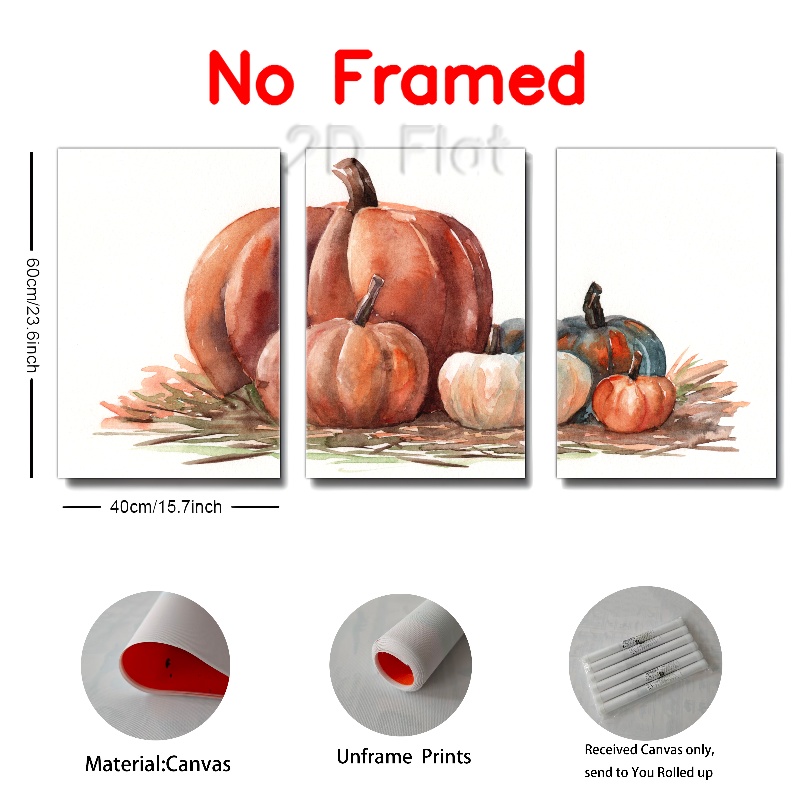 No Framed
2D Flat
60cm/23.6inch
40cm/15.7inch
Material:Canvas
Unframe Prints
Received Canvas only,
send to You Rolled up